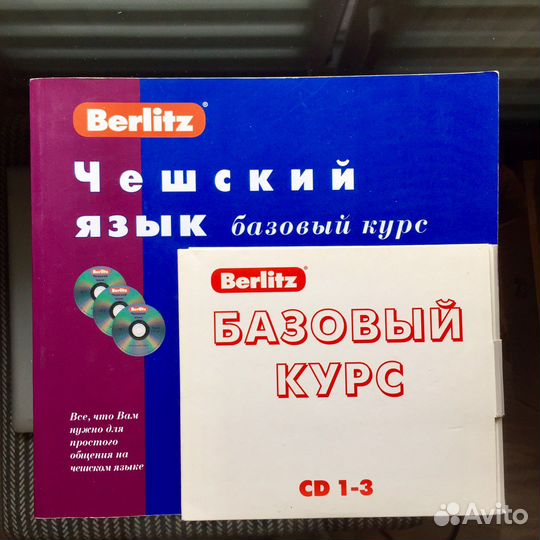 Berlitz®
Чешский
язык базовый курс
Berlitz
Berlitz®
БАЗОВЫЙ
КУРС
Все, что Вам
нужно для
простого
общения на
чешском языке
CD 1-3
Avito